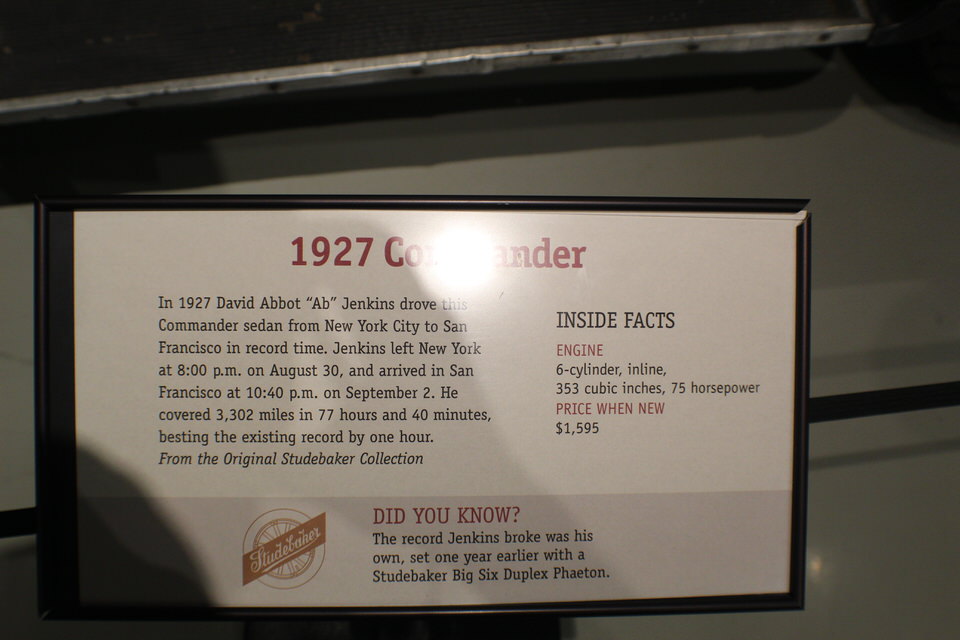 1927 Commander
In 1927 David Abbot “Ab” Jenkins drove this
Commander sedan from New York City to San
Francisco in record time. Jenkins left New York
at 8:00 p.m. on August 30, and arrived in San
Francisco at 10:40 p.m. on September 2. He
covered 3,302 miles in 77 hours and 40 minutes,
besting the existing record by one hour.
From the Original Studebaker Collection
INSIDE FACTS
ENGINE
6-cylinder, inline,
353 cubic inches, 75 horsepower
PRICE WHEN NEW
$1,595
Studebaker
DID YOU KNOW?
The record Jenkins broke was his
own, set one year earlier with a
Studebaker Big Six Duplex Phaeton.